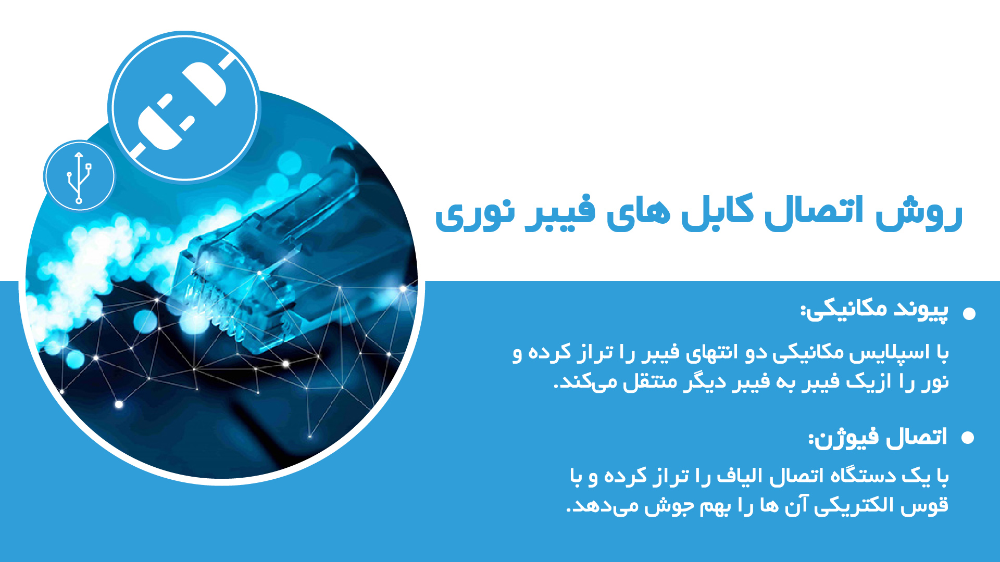 روش اتصال کابل های فیبر نوری
پیوند مکانیکی:
با اسپلایس مکانیکی دو انتهای فیبر را تراز کرده و
نور را ازیک فیبر به فیبر دیگر منتقل می‌کند.
اتصال فیوژن:
با یک دستگاه اتصال الیاف را تراز کرده و با
قوس الکتریکی آن ها را بهم جوش می‌دهد.